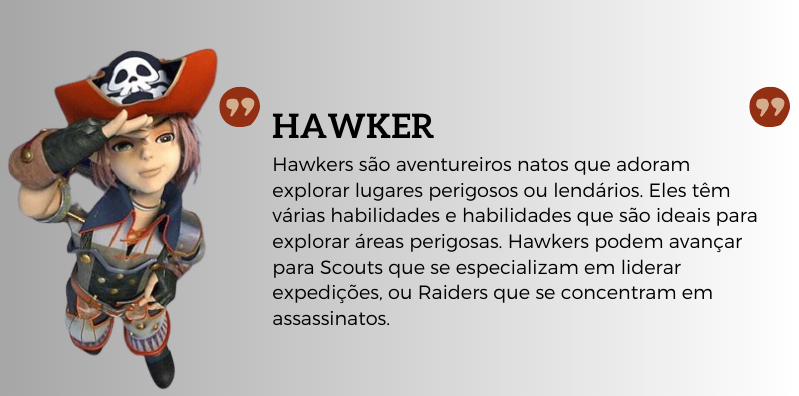 HAWKER
Hawkers são aventureiros natos que adoram
explorar lugares perigosos ou lendários. Eles têm
várias habilidades e habilidades que são ideais para
explorar áreas perigosas. Hawkers podem avançar
para Scouts que se especializam em liderar
expedições, ou Raiders que se concentram em
assassinatos.